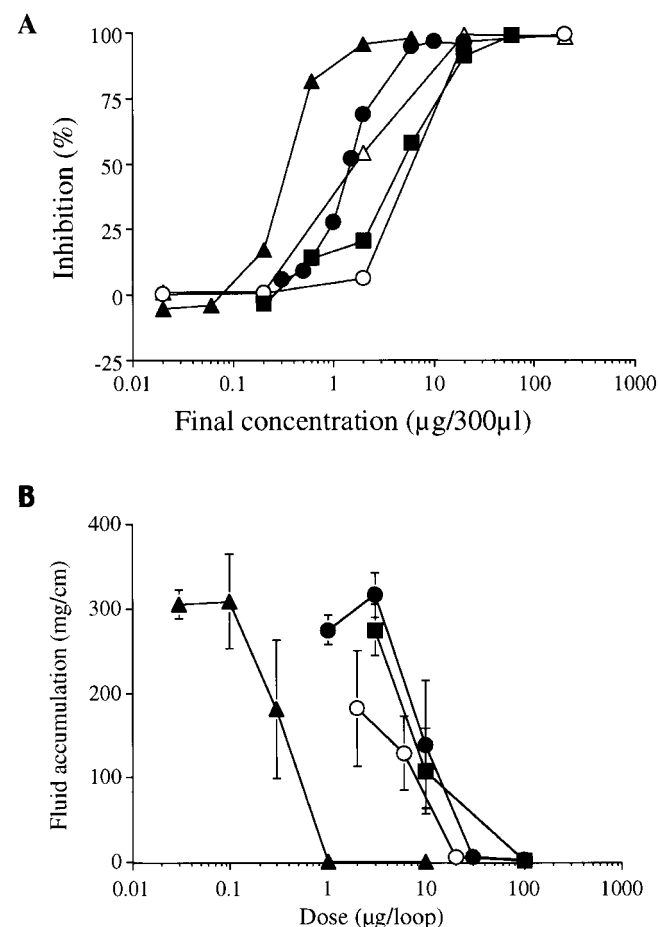 A
100
75
50
25
0
-25
Inhibition (%)
0.01 0.1 1 10 100 1000
Final concentration (µg/300µl)
B
400
300
200
100
0
Fluid accumulation (mg/cm)
0.01 0.1 1 10 100 1000
Dose (µg/loop)